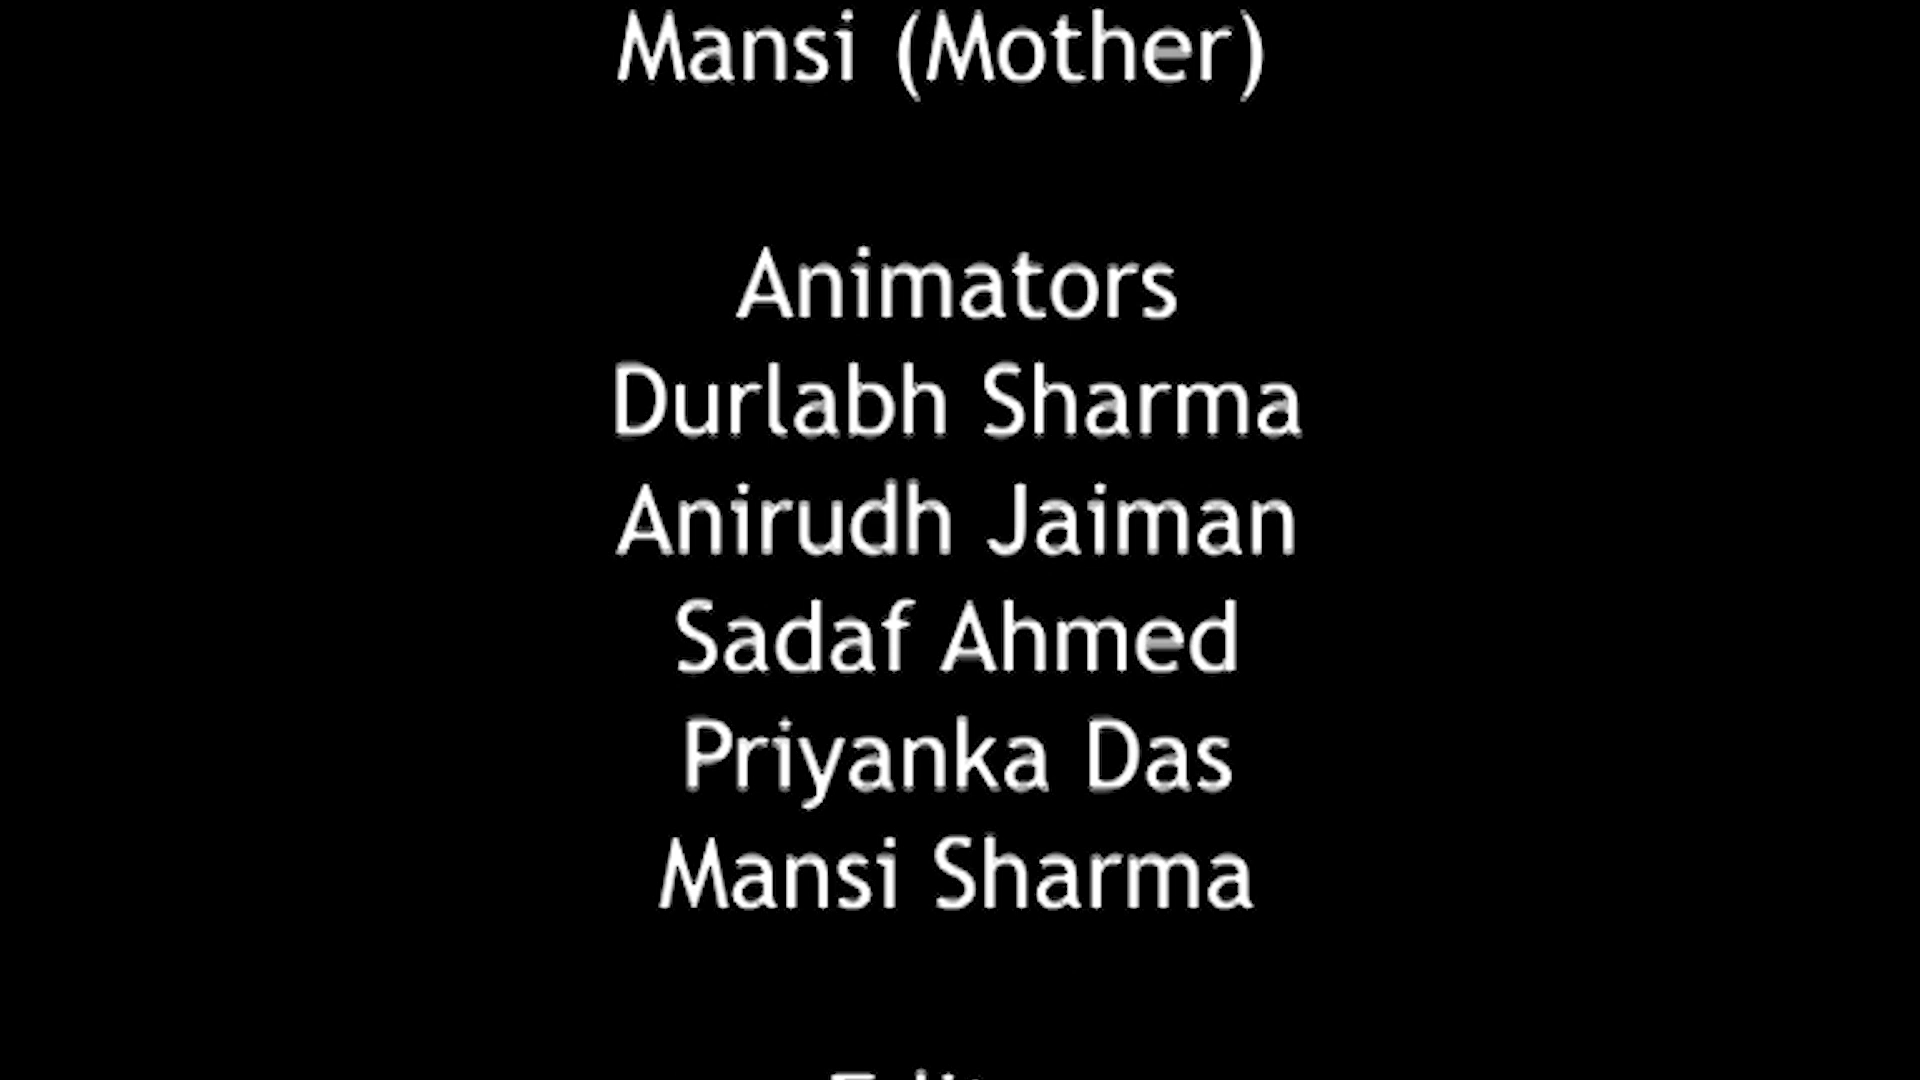 Mansi (Mother)
Animators
Durlabh Sharma
Anirudh Jaiman
Sadaf Ahmed
Priyanka Das
Mansi Sharma